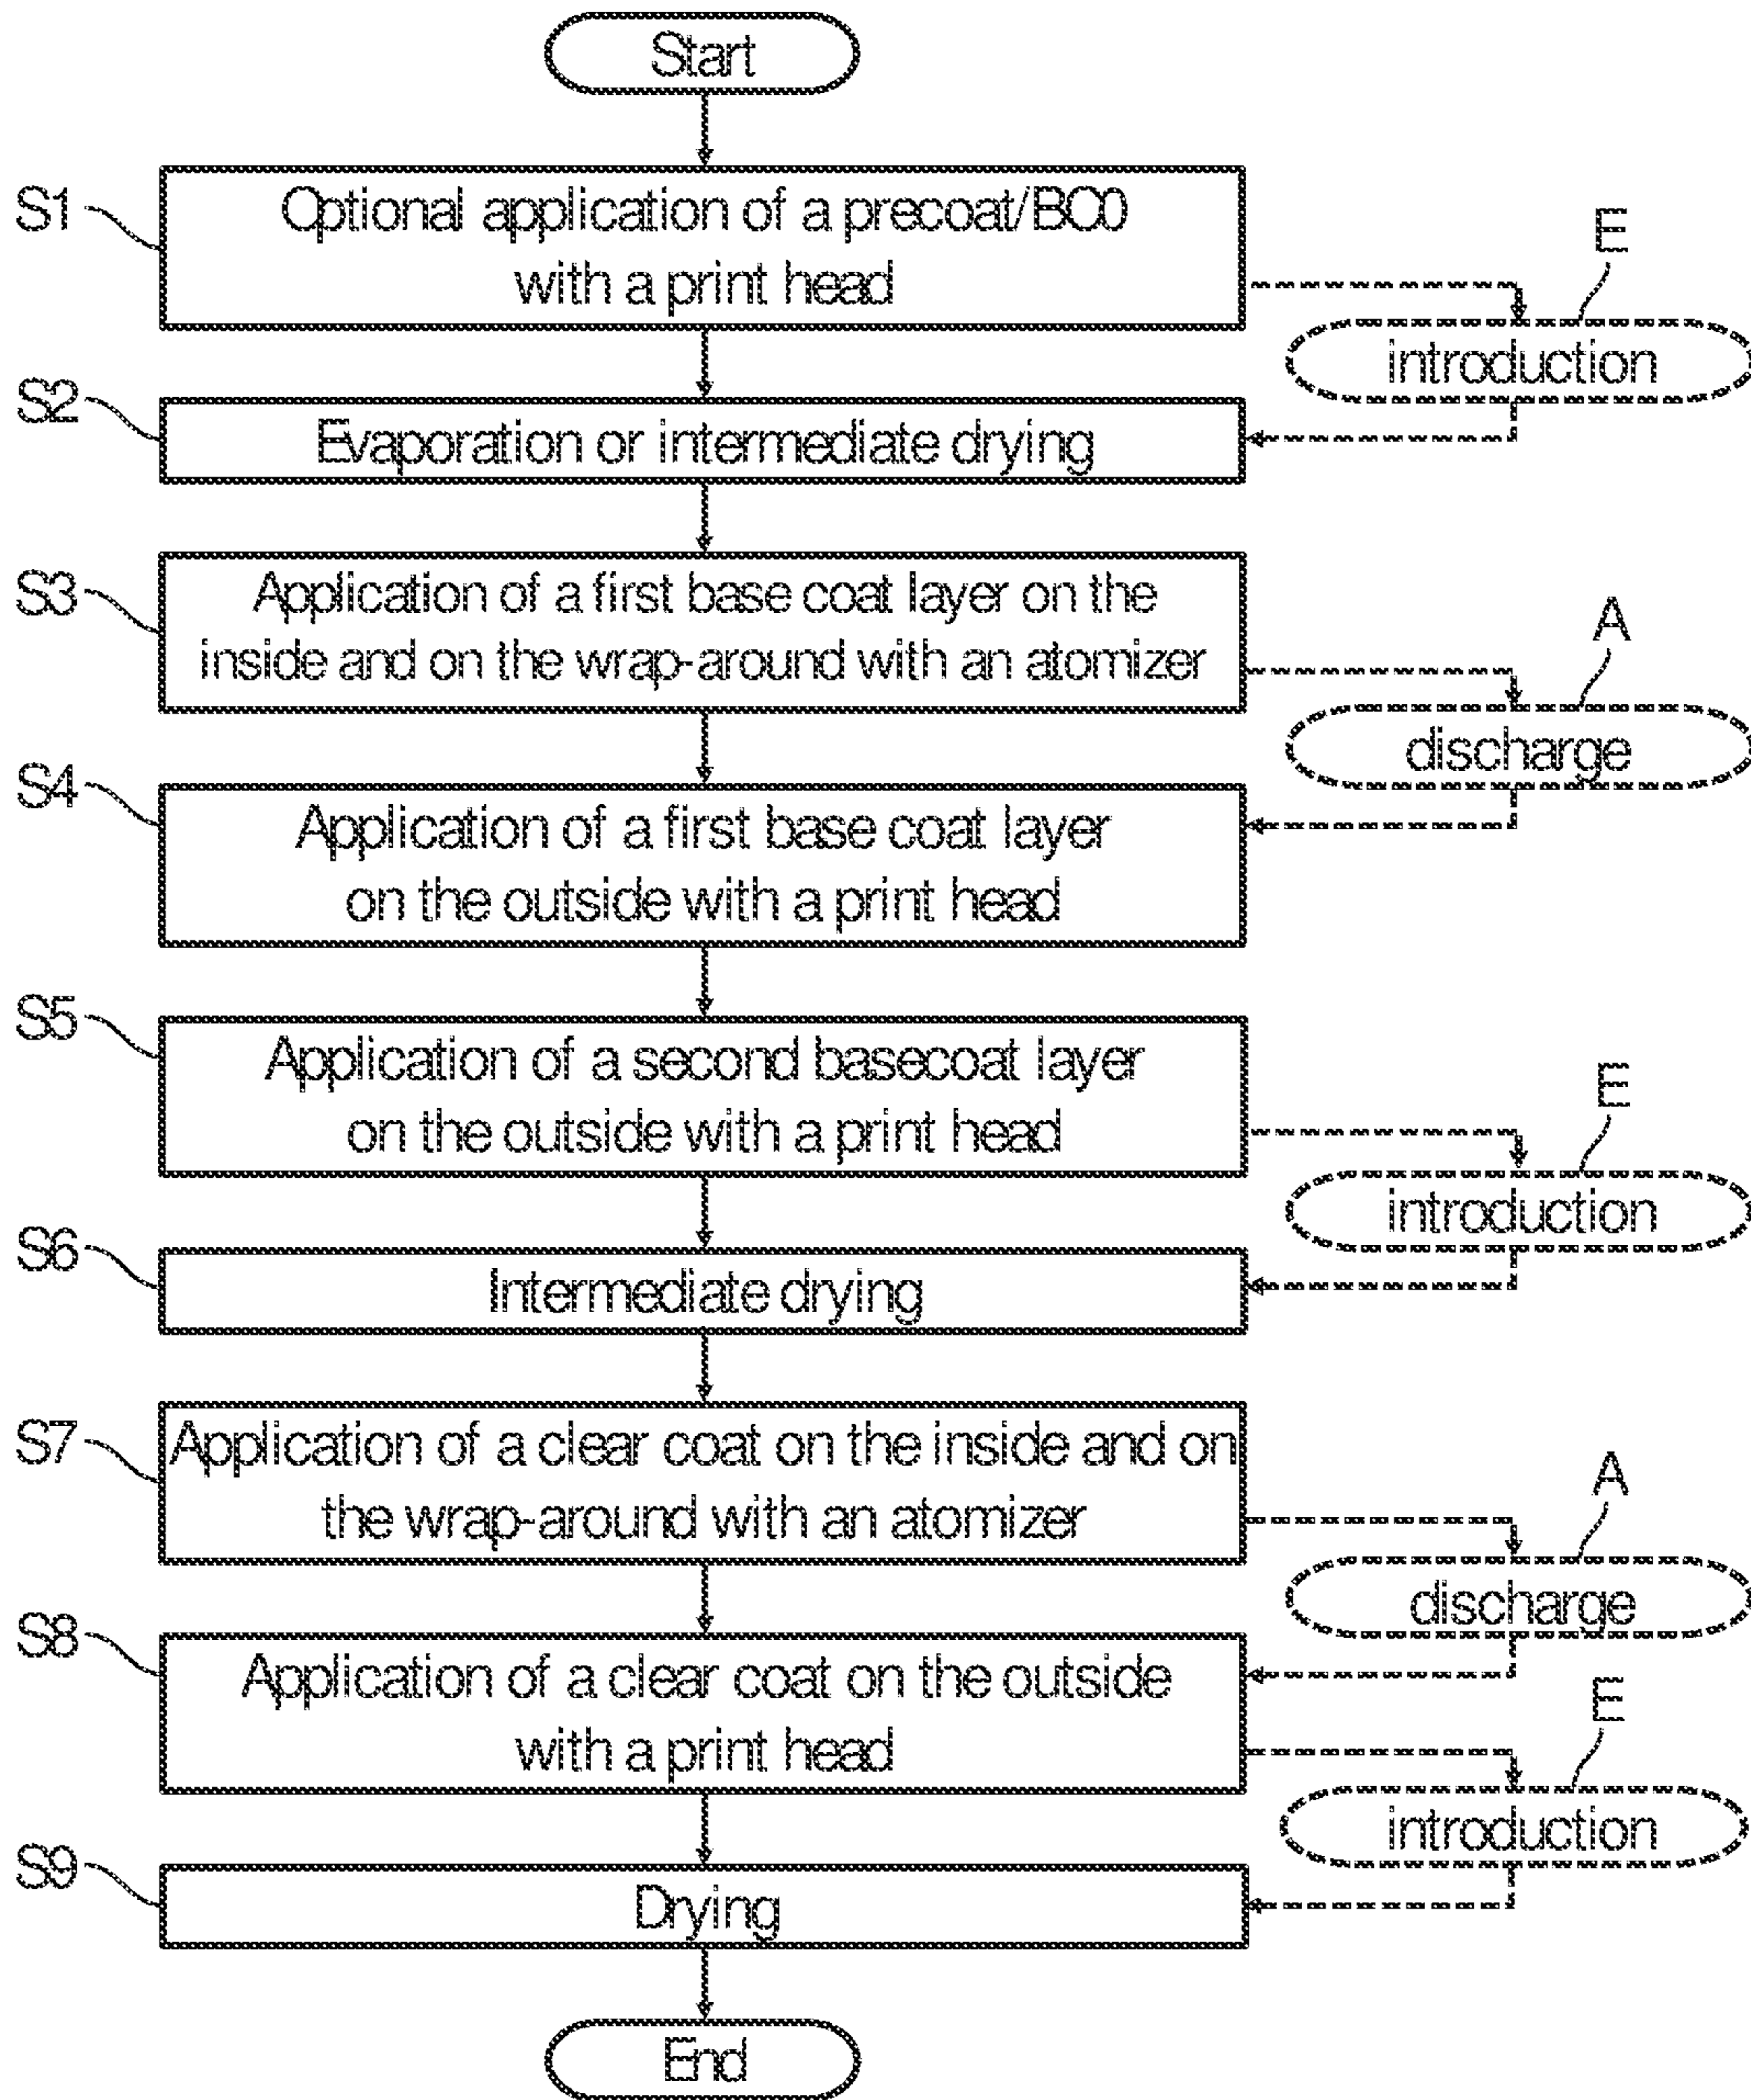 Start
S1
Optional application of a precoat/BC0
with a print head
E
introduction
S2
Evaporation or intermediate drying
S3
Application of a first base coat layer on the
inside and on the wrap-around with an atomizer
A
discharge
S4
Application of a first base coat layer
on the outside with a print head
S5
Application of a second basecoat layer
on the outside with a print head
E
introduction
S6
Intermediate drying
S7
Application of a clear coat on the inside and on
the wrap-around with an atomizer
A
discharge
S8
Application of a clear coat on the outside
with a print head
E
introduction
S9
Drying
End